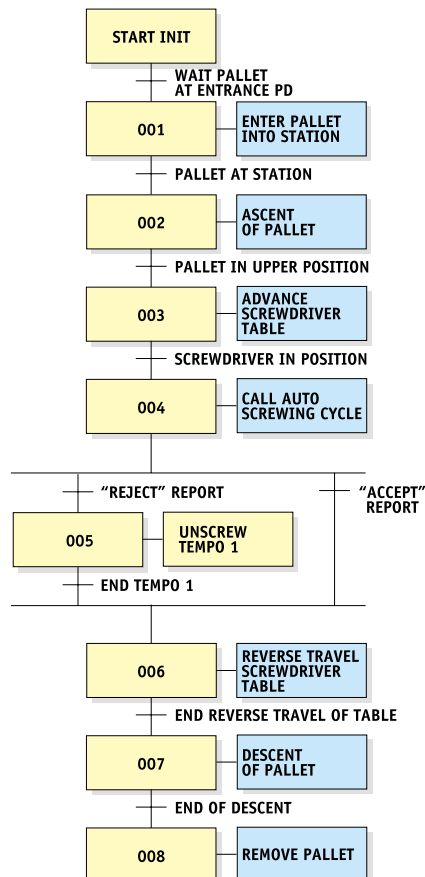 START INIT
WAIT PALLET
AT ENTRANCE PD
001
ENTER PALLET
INTO STATION
PALLET AT STATION
002
ASCENT
OF PALLET
PALLET IN UPPER POSITION
003
ADVANCE
SCREWDRIVER
TABLE
SCREWDRIVER IN POSITION
004
CALL AUTO
SCREWING CYCLE
“REJECT” REPORT
“ACCEPT”
REPORT
005
UNSCREW
TEMPO 1
END TEMPO 1
006
REVERSE TRAVEL
SCREWDRIVER
TABLE
END REVERSE TRAVEL OF TABLE
007
DESCENT
OF PALLET
END OF DESCENT
008
REMOVE PALLET